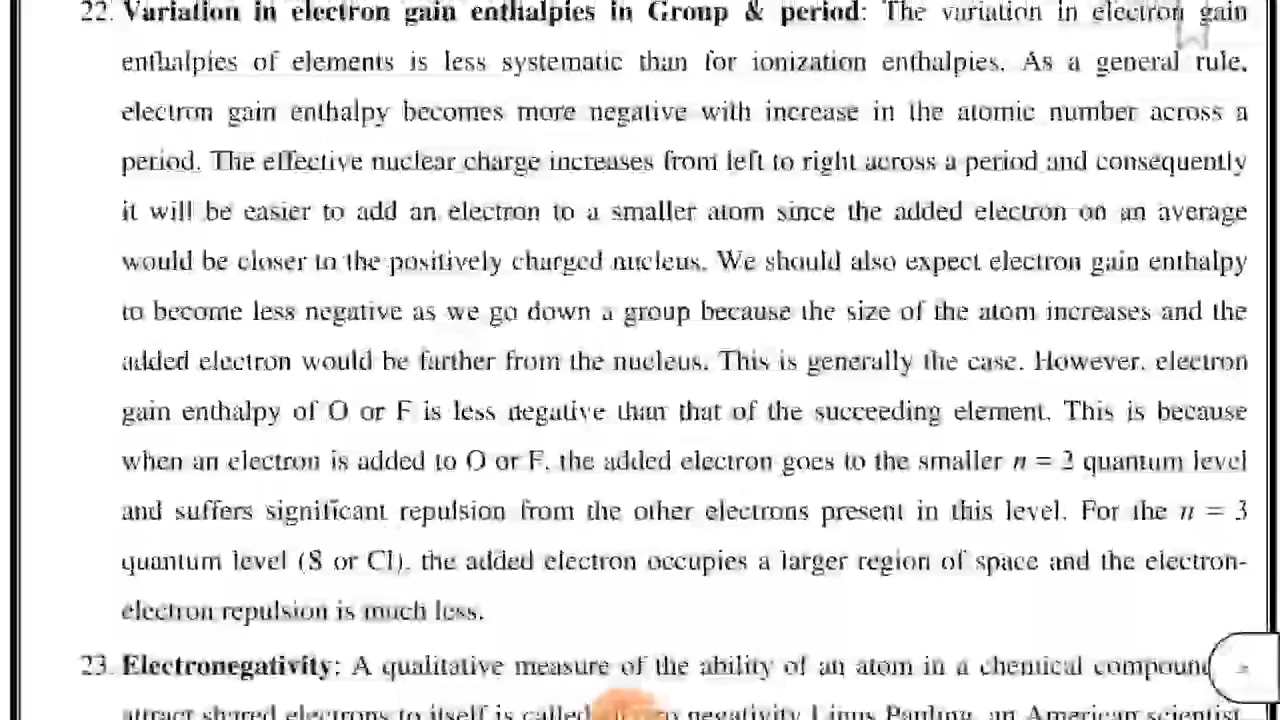 22. Variation in electron gain enthalpies in Group & period: The variation in electron gain
enthalpies of elements is less systematic than for ionization enthalpies. As a general rule,
electron gain enthalpy becomes more negative with increase in the atomic number across a
period. The effective nuclear charge increases from left to right across a period and consequently
it will be easier to add an electron to a smaller atom since the added electron on an average
would be closer to the positively charged nucleus. We should also expect electron gain enthalpy
to become less negative as we go down a group because the size of the atom increases and the
added electron would be farther from the nucleus. This is generally the case. However, electron
gain enthalpy of O or F is less negative than that of the succeeding element. This is because
when an electron is added to O or F, the added electron goes to the smaller n = 2 quantum level
and suffers significant repulsion from the other electrons present in this level. For the n = 3
quantum level (S or Cl), the added electron occupies a larger region of space and the electron-
electron repulsion is much less.
23. Electronegativity: A qualitative measure of the ability of an atom in a chemical
attract shared electrons to itself is called negativity Linus Pauling, an American scientist